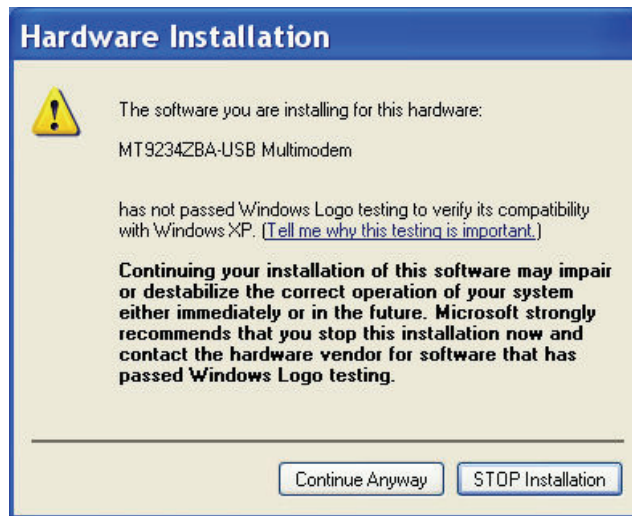 Hardware Installation
The software you are installing for this hardware:
MT9234ZBA-USB Multimodem
has not passed Windows Logo testing to verify its compatibility
with Windows XP. (Tell me why this testing is important.)
Continuing your installation of this software may impair
or destabilize the correct operation of your system
either immediately or in the future. Microsoft strongly
recommends that you stop this installation now and
contact the hardware vendor for software that has
passed Windows Logo testing.
Continue Anyway
STOP Installation